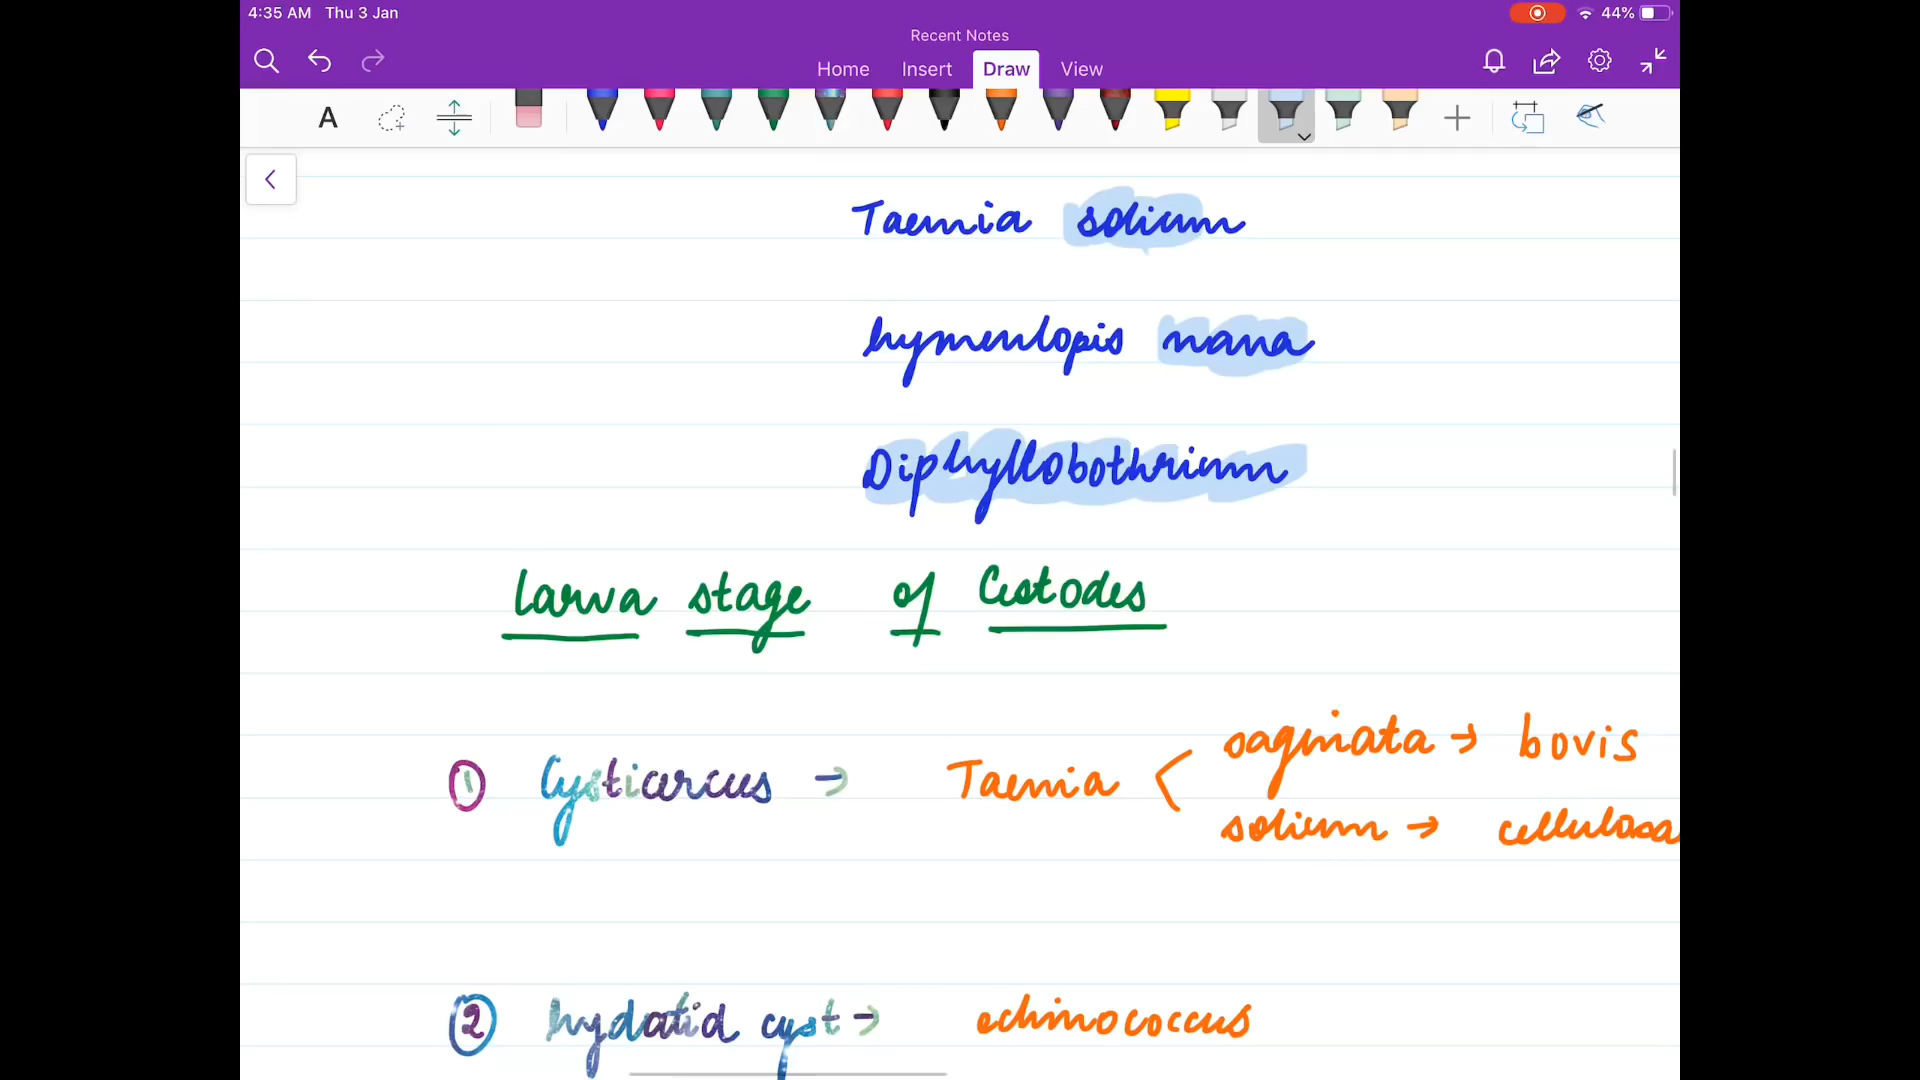 4:35 AM Thu 3 Jan 44%
Recent Notes
Home Insert Draw View
A
Taenia solium
hymenlopis nana
Diphyllobothrium
Larva stage of Cestodes
① Cysticercus → Taenia < saginata → bovis
solium → cellulosa
② hydatid cyst → echinococcus